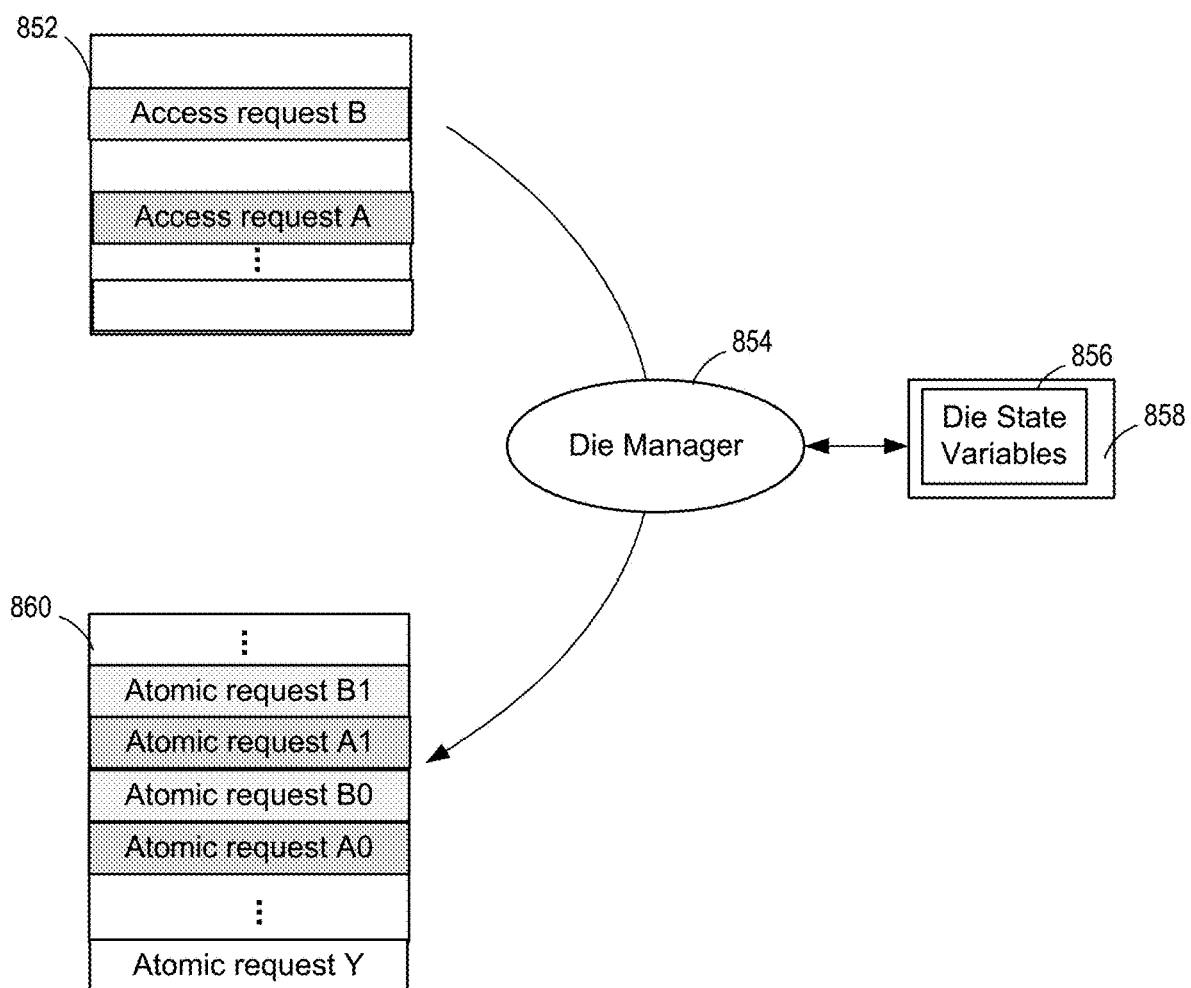 852
Access request B
Access request A
⋮
854
Die Manager
856
Die State
Variables
858
860
⋮
Atomic request B1
Atomic request A1
Atomic request B0
Atomic request A0
⋮
Atomic request Y